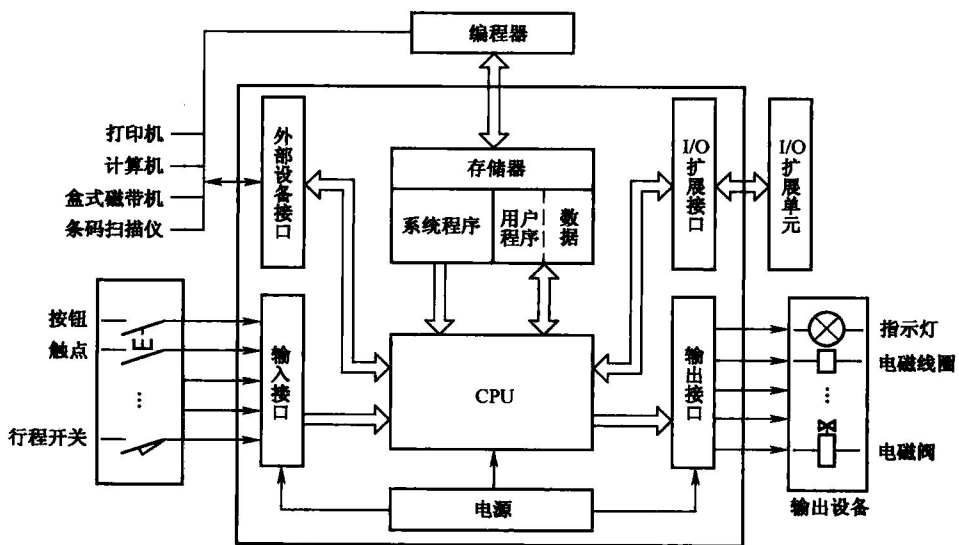 编程器
打印机
计算机
盒式磁带机
条码扫描仪
外部设备接口
存储器
系统程序
用户程序
数据
I/O扩展接口
I/O扩展单元
按钮
触点
...
行程开关
输入接口
CPU
输出接口
指示灯
电磁线圈
...
电磁阀
电源
输出设备